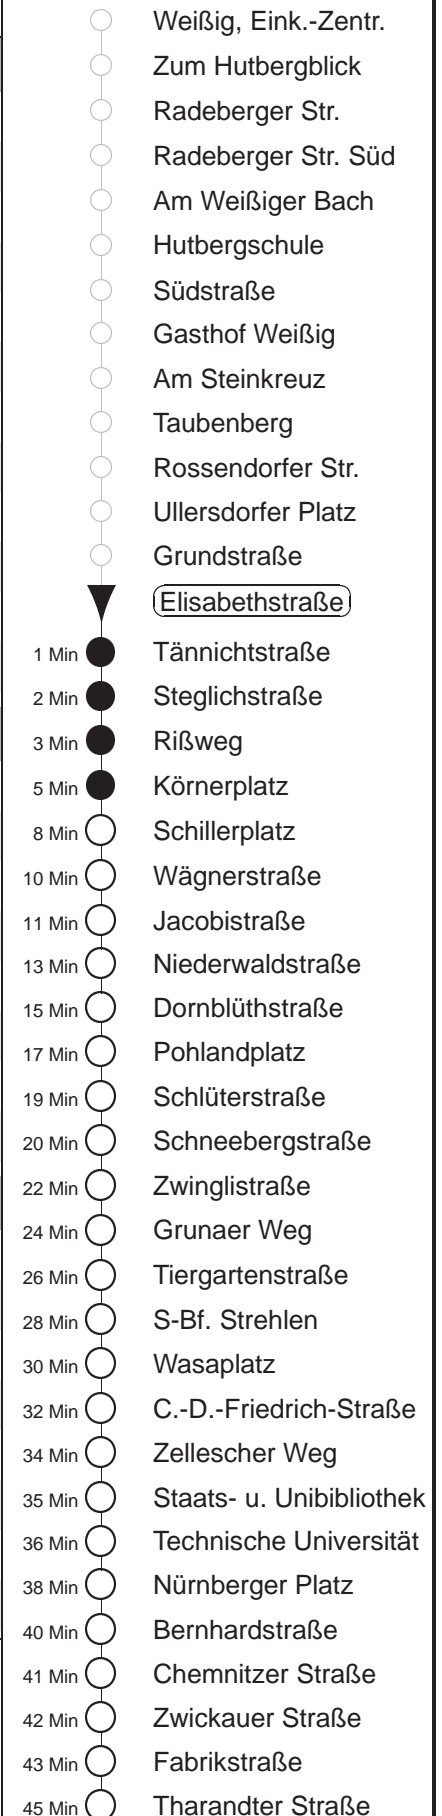 Weißig, Eink.-Zentr.
Zum Hutbergblick
Radeberger Str.
Radeberger Str. Süd
Am Weißiger Bach
Hutbergschule
Südstraße
Gasthof Weißig
Am Steinkreuz
Taubenberg
Rossendorfer Str.
Ullersdorfer Platz
Grundstraße
Elisabethstraße
1 Min Tännichtstraße
2 Min Steglichstraße
3 Min Rißweg
5 Min Körnerplatz
8 Min Schillerplatz
10 Min Wägnerstraße
11 Min Jacobistraße
13 Min Niederwaldstraße
15 Min Dornblüthstraße
17 Min Pohlandplatz
19 Min Schlüterstraße
20 Min Schneebergstraße
22 Min Zwinglistraße
24 Min Grunaer Weg
26 Min Tiergartenstraße
28 Min S-Bf. Strehlen
30 Min Wasaplatz
32 Min C.-D.-Friedrich-Straße
34 Min Zellescher Weg
35 Min Staats- u. Unibibliothek
36 Min Technische Universität
38 Min Nürnberger Platz
40 Min Bernhardstraße
41 Min Chemnitzer Straße
42 Min Zwickauer Straße
43 Min Fabrikstraße
45 Min Tharandter Straße